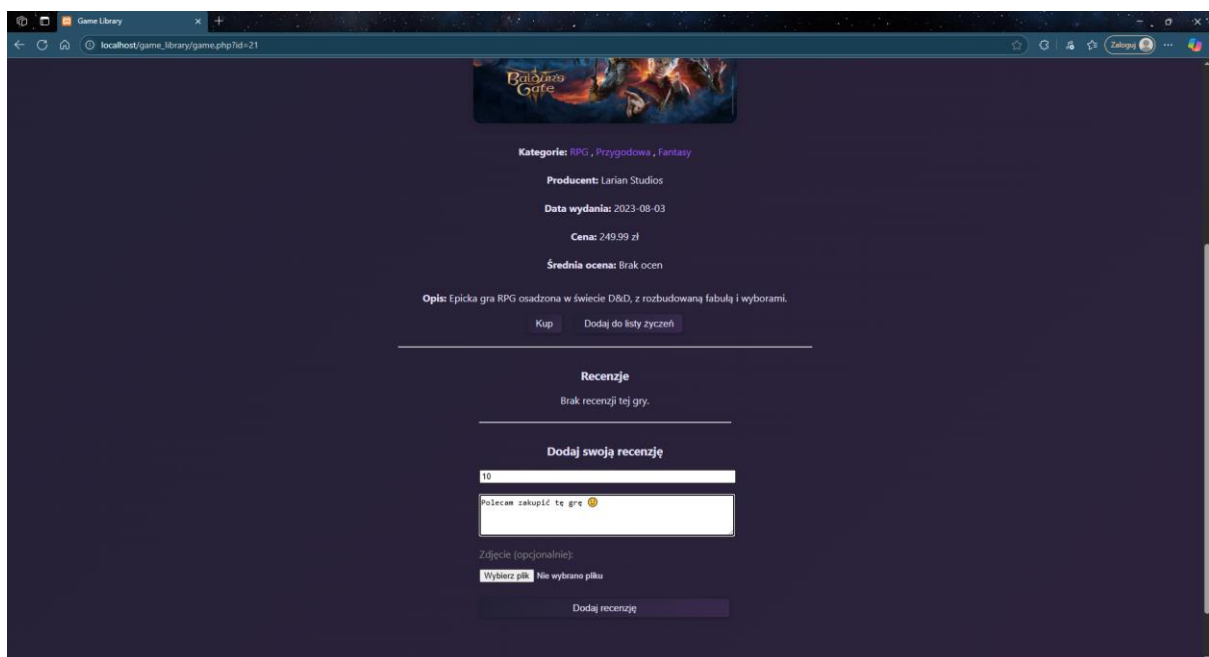 Game Library
localhost/game_library/game.php?id=21
Zaloguj
Baldur's
Gate
Kategorie: RPG , Przygodowa , Fantasy
Producent: Larian Studios
Data wydania: 2023-08-03
Cena: 249.99 zł
Średnia ocena: Brak ocen
Opis: Epicka gra RPG osadzona w świecie D&D, z rozbudowaną fabułą i wyborami.
Kup Dodaj do listy życzeń
Recenzje
Brak recenzji tej gry.
Dodaj swoją recenzję
10
Polecam zakupić tę grę 🙂
Zdjęcie (opcjonalnie):
Wybierz plik Nie wybrano pliku
Dodaj recenzję